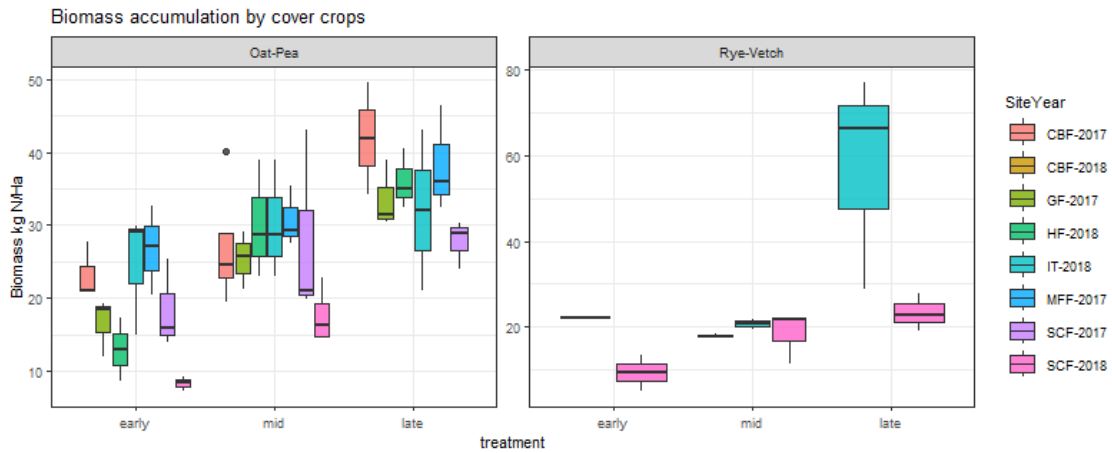 Biomass accumulation by cover crops
Oat-Pea
Rye-Vetch
Biomass kg N/Ha
50
40
30
20
10
80
60
40
20
early
mid
late
early
mid
late
treatment
SiteYear
CBF-2017
CBF-2018
GF-2017
HF-2018
IT-2018
MFF-2017
SCF-2017
SCF-2018